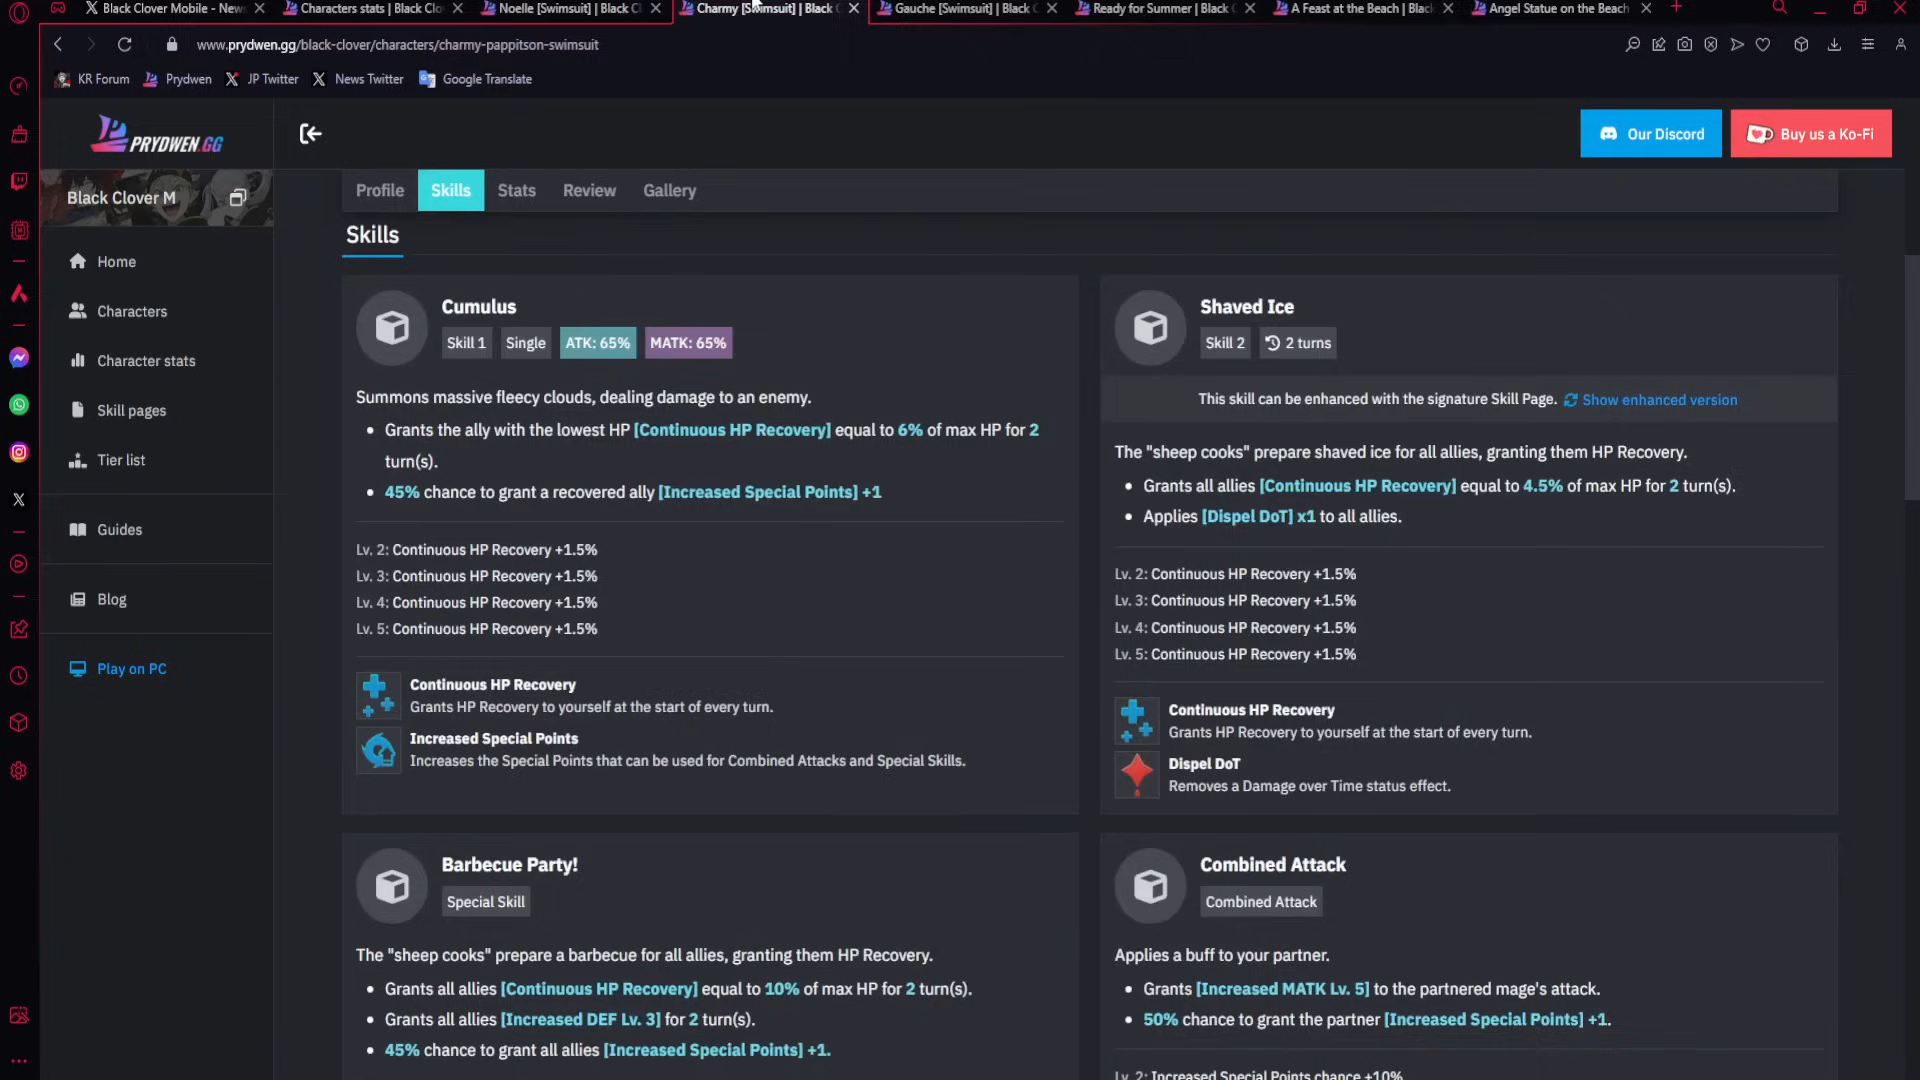 Black Clover Mobile - New
Characters stats | Black Clo
Noelle [Swimsuit] | Black Cl
Charmy [Swimsuit] | Black
Gauche [Swimsuit] | Black C
Ready for Summer | Black C
A Feast at the Beach | Black
Angel Statue on the Beach
www.prydwen.gg/black-clover/characters/charmy-pappitson-swimsuit
KR Forum
Prydwen
JP Twitter
News Twitter
Google Translate
PRYDWEN.GG
Our Discord
Buy us a Ko-Fi
Black Clover M
Home
Characters
Character stats
Skill pages
Tier list
Guides
Blog
Play on PC
Profile
Skills
Stats
Review
Gallery
Skills
Cumulus
Skill 1
Single
ATK: 65%
MATK: 65%
Summons massive fleecy clouds, dealing damage to an enemy.
• Grants the ally with the lowest HP [Continuous HP Recovery] equal to 6% of max HP for 2
turn(s).
• 45% chance to grant a recovered ally [Increased Special Points] +1
Lv. 2: Continuous HP Recovery +1.5%
Lv. 3: Continuous HP Recovery +1.5%
Lv. 4: Continuous HP Recovery +1.5%
Lv. 5: Continuous HP Recovery +1.5%
Continuous HP Recovery
Grants HP Recovery to yourself at the start of every turn.
Increased Special Points
Increases the Special Points that can be used for Combined Attacks and Special Skills.
Shaved Ice
Skill 2
2 turns
This skill can be enhanced with the signature Skill Page. Show enhanced version
The "sheep cooks" prepare shaved ice for all allies, granting them HP Recovery.
• Grants all allies [Continuous HP Recovery] equal to 4.5% of max HP for 2 turn(s).
• Applies [Dispel DoT] x1 to all allies.
Lv. 2: Continuous HP Recovery +1.5%
Lv. 3: Continuous HP Recovery +1.5%
Lv. 4: Continuous HP Recovery +1.5%
Lv. 5: Continuous HP Recovery +1.5%
Continuous HP Recovery
Grants HP Recovery to yourself at the start of every turn.
Dispel DoT
Removes a Damage over Time status effect.
Barbecue Party!
Special Skill
The "sheep cooks" prepare a barbecue for all allies, granting them HP Recovery.
• Grants all allies [Continuous HP Recovery] equal to 10% of max HP for 2 turn(s).
• Grants all allies [Increased DEF Lv. 3] for 2 turn(s).
• 45% chance to grant all allies [Increased Special Points] +1.
Combined Attack
Combined Attack
Applies a buff to your partner.
• Grants [Increased MATK Lv. 5] to the partnered mage's attack.
• 50% chance to grant the partner [Increased Special Points] +1.
Lv. 2: Increased Special Points chance +10%